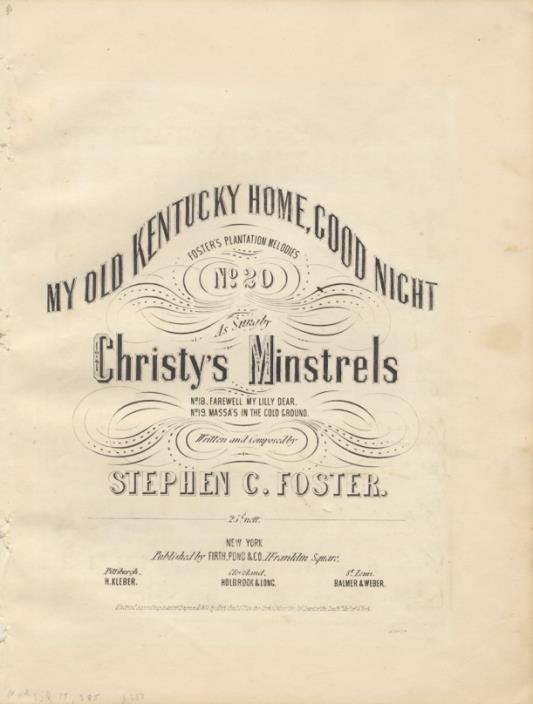 MY OLD KENTUCKY HOME, GOOD NIGHT
FOSTER'S PLANTATION MELODIES
No. 20
As Sung by
Christy's Minstrels
No. 18. FAREWELL MY LILLY DEAR.
No. 19. MASSA'S IN THE COLD GROUND.
Written and Composed by
STEPHEN C. FOSTER.
25 cts nett.
NEW YORK
Published by FIRTH, POND & CO. 1 Franklin Square,
Pittsburgh, Cleveland, St. Louis,
H. KLEBER. HOLBROOK & LONG. BALMER & WEBER.